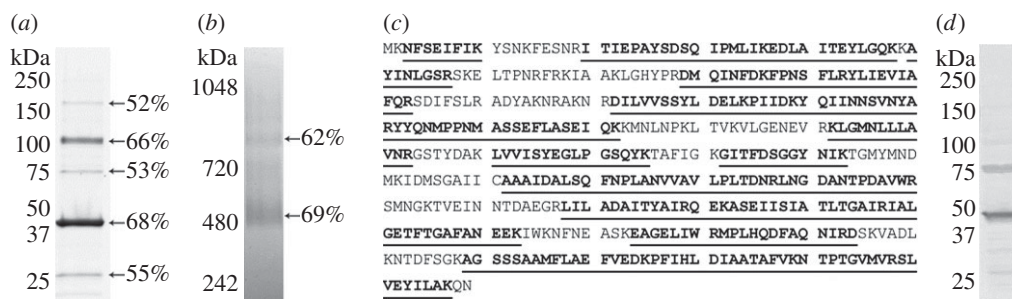 (a)
kDa
250
150
100
75
50
37
25
←52%
←66%
←53%
←68%
←55%
(b)
kDa
1048
720
480
242
←62%
←69%
(c)
MKNFSEIFIK YSNKFESNRI TIEPAYSDSQ IPMLIKEDLA ITEYLGQKKA
YINLGSRSKE LTPNRFRKIA AKLGHYPRDM QINFDKFPNS FLRYLIEVIA
FQRSDIFSLR ADYAKNRAKN RDILVVSSYL DELKPIIDKY QIINNSVNYA
RYYQNMPPNM ASSEFLASEI QKKMNLNPKL TVKVLGENEV RKLGMNLLLA
VNRGSTYDAK LVVISYEGLP GSQYKTAFIG KGITFDSGGY NIKTGMYMND
MKIDMSGAII CAAAIDALSQ FNPLANVVAV LPLTDNRLNG DANTPDAVWR
SMNGKTVEIN NTDAEGRLIL ADAITYAIRQ EKASEIISIA TLTGAIRIAL
GETFTGAFAN EEKIWKNFNE ASKEAGELIW RMPLHQDFAQ NIRDSKVADL
KNTDFSGKAG SSSAAMFLAE FVEDKPFIHL DIAATAFVKN TPTGVMVRSL
VEYILAKQN
(d)
kDa
250
150
100
75
50
37
25